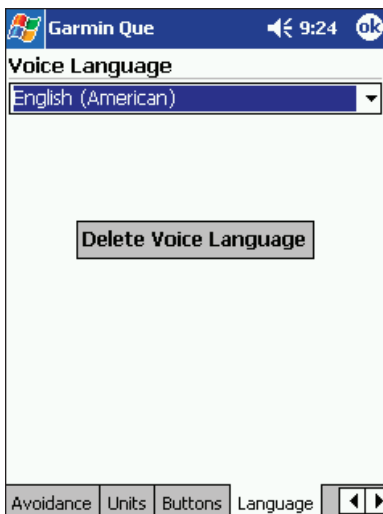 Garmin Que 9:24 ok
Voice Language
English (American)
Delete Voice Language
Avoidance Units Buttons Language